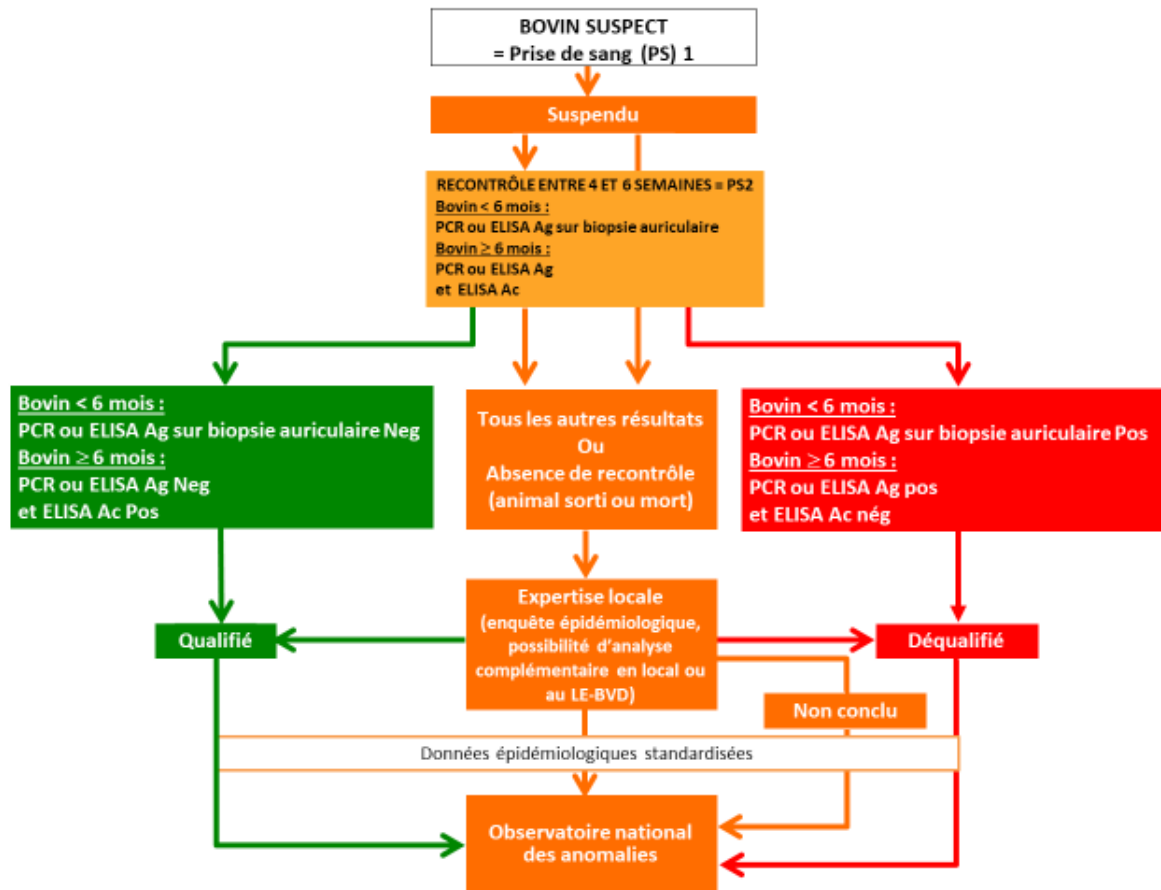 BOVIN SUSPECT
= Prise de sang (PS) 1
Suspendu
RECONTRÔLE ENTRE 4 ET 6 SEMAINES = PS2
Bovin < 6 mois :
PCR ou ELISA Ag sur biopsie auriculaire
Bovin ≥ 6 mois :
PCR ou ELISA Ag
et ELISA Ac
Bovin < 6 mois :
PCR ou ELISA Ag sur biopsie auriculaire Neg
Bovin ≥ 6 mois :
PCR ou ELISA Ag Neg
et ELISA Ac Pos
Tous les autres résultats
Ou
Absence de recontrôle
(animal sorti ou mort)
Bovin < 6 mois :
PCR ou ELISA Ag sur biopsie auriculaire Pos
Bovin ≥ 6 mois :
PCR ou ELISA Ag pos
et ELISA Ac nég
Qualifié
Expertise locale
(enquête épidémiologique,
possibilité d'analyse
complémentaire en local ou
au LE-BVD)
Déqualifié
Non conclu
Données épidémiologiques standardisées
Observatoire national
des anomalies